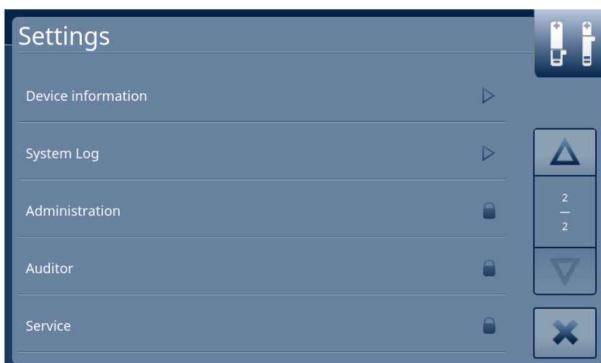 Settings
Device information
System Log
Administration
Auditor
Service
2
2